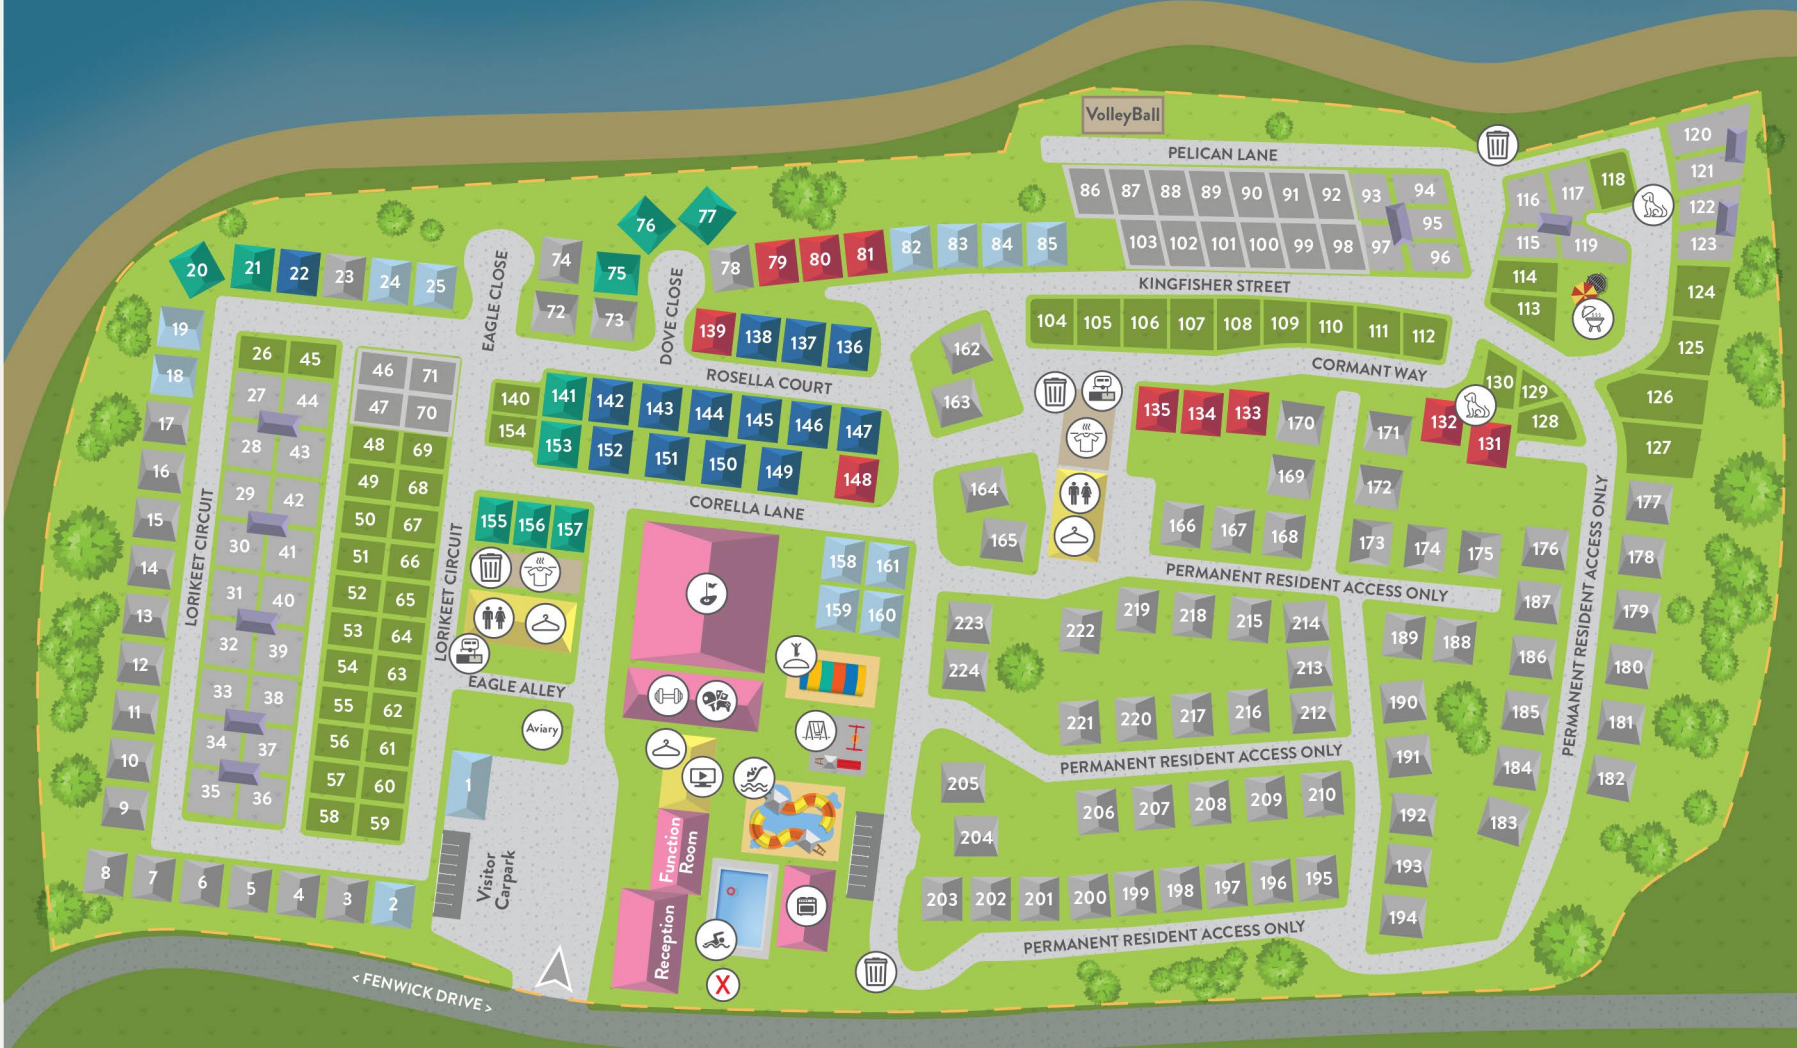 VolleyBall
PELICAN LANE
86 87 88 89 90 91 92 93 94
95
103 102 101 100 99 98 97 96
KINGFISHER STREET
104 105 106 107 108 109 110 111 112
CORMANT WAY
116 117 118
115 119
114
113
120
121
122
123
124
125
126
127
130 129
128
132
131
76 77
74 75
72 73
78 79 80 81 82 83 84 85
EAGLE CLOSE
DOVE CLOSE
20 21 22 23 24 25
19
18
17
16
15
14
13
12
11
10
9
8 7 6 5 4 3 2
1
LORIKEET CIRCUIT
26 45
27 44
28 43
29 42
30 41
31 40
32 39
33 38
34 37
35 36
46 71
47 70
48 69
49 68
50 67
51 66
52 65
53 64
54 63
55 62
56 61
57 60
58 59
LORIKEET CIRCUIT
139 138 137 136
ROSELLA COURT
140 141 142 143 144 145 146 147
154 153 152 151 150 149 148
CORELLA LANE
155 156 157
EAGLE ALLEY
Aviary
Visitor
Carpark
158 161
159 160
Function
Room
Reception
X
162
163
164
165
135 134 133 170
169
166 167 168
171
172
173 174 175 176
PERMANENT RESIDENT ACCESS ONLY
177
178
179
180
181
182
PERMANENT RESIDENT ACCESS ONLY
187
186
185
184
183
189 188
190
191
192
193
194
223
224
222 219 218 215 214
213
221 220 217 216 212
PERMANENT RESIDENT ACCESS ONLY
205
204
206 207 208 209 210
203 202 201 200 199 198 197 196 195
PERMANENT RESIDENT ACCESS ONLY
< FENWICK DRIVE >